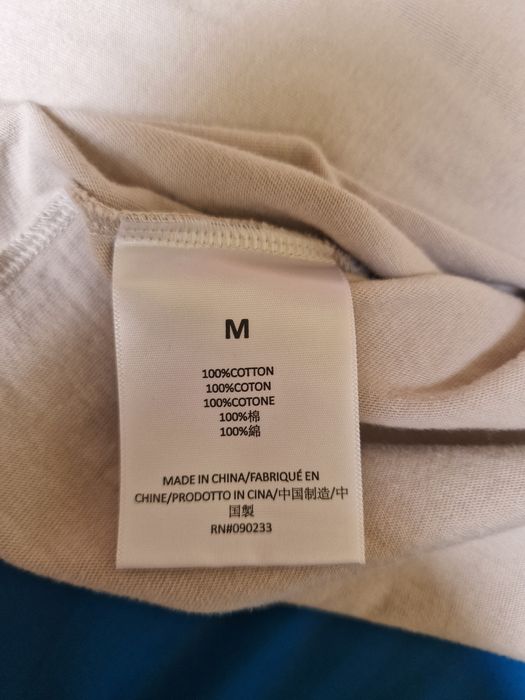 M
100%COTTON
100%COTON
100%COTONE
100%棉
100%綿
MADE IN CHINA/FABRIQUÉ EN
CHINE/PRODOTTO IN CINA/中国制造/中
国製
RN#090233